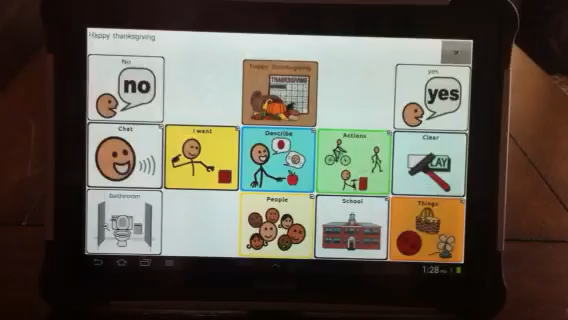 Happy thanksgiving
No
no
Happy thanksgiving
THANKSGIVING
yes
yes
Chat
I want
Describe
Actions
Clear
LAY
bathroom
People
School
Things
1:28